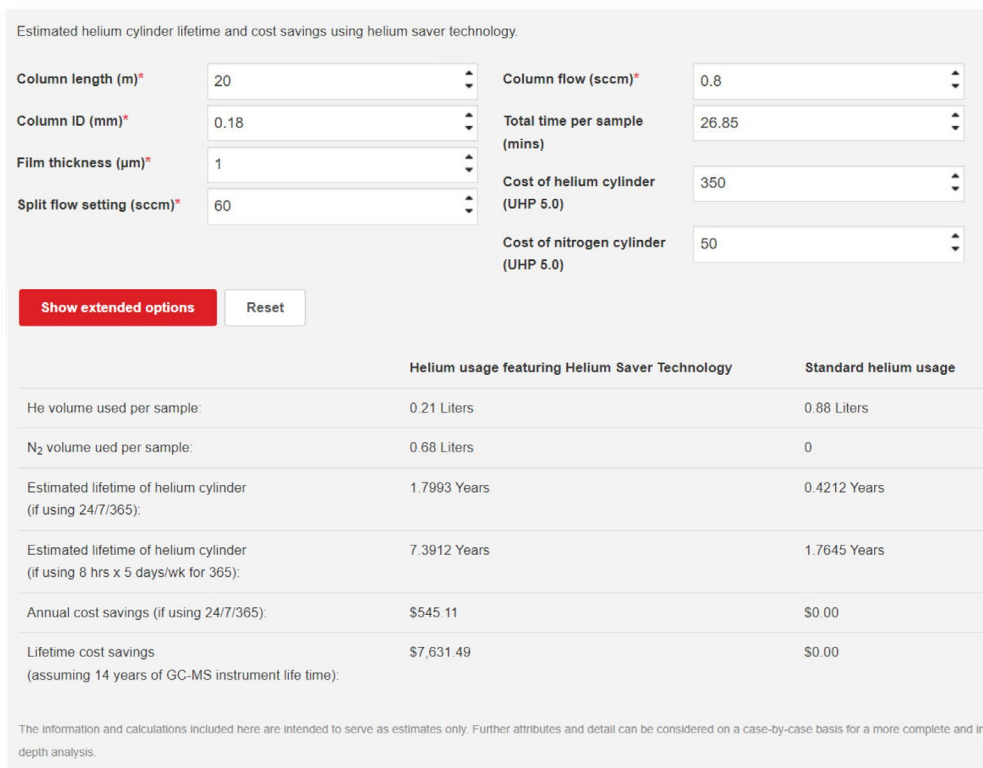 Estimated helium cylinder lifetime and cost savings using helium saver technology.
Column length (m)* 20
Column ID (mm)* 0.18
Film thickness (µm)* 1
Split flow setting (sccm)* 60
Column flow (sccm)* 0.8
Total time per sample
(mins)
26.85
Cost of helium cylinder
(UHP 5.0)
350
Cost of nitrogen cylinder
(UHP 5.0)
50
Show extended options Reset
Helium usage featuring Helium Saver Technology Standard helium usage
He volume used per sample: 0.21 Liters 0.88 Liters
N₂ volume ued per sample: 0.68 Liters 0
Estimated lifetime of helium cylinder
(if using 24/7/365):
1.7993 Years 0.4212 Years
Estimated lifetime of helium cylinder
(if using 8 hrs x 5 days/wk for 365):
7.3912 Years 1.7645 Years
Annual cost savings (if using 24/7/365): $545.11 $0.00
Lifetime cost savings
(assuming 14 years of GC-MS instrument life time):
$7,631.49 $0.00
The information and calculations included here are intended to serve as estimates only. Further attributes and detail can be considered on a case-by-case basis for a more complete and in
depth analysis.